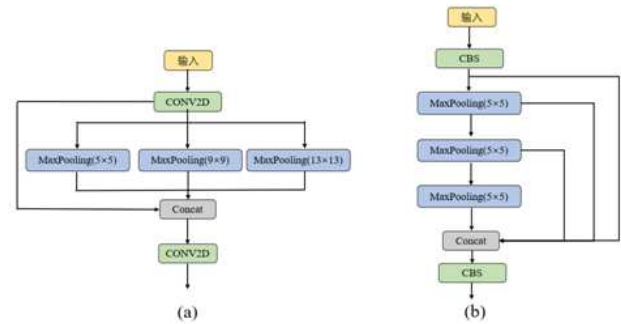 输入
CONV2D
MaxPooling(5×5)
MaxPooling(9×9)
MaxPooling(13×13)
Concat
CONV2D
(a)
输入
CBS
MaxPooling(5×5)
MaxPooling(5×5)
MaxPooling(5×5)
Concat
CBS
(b)